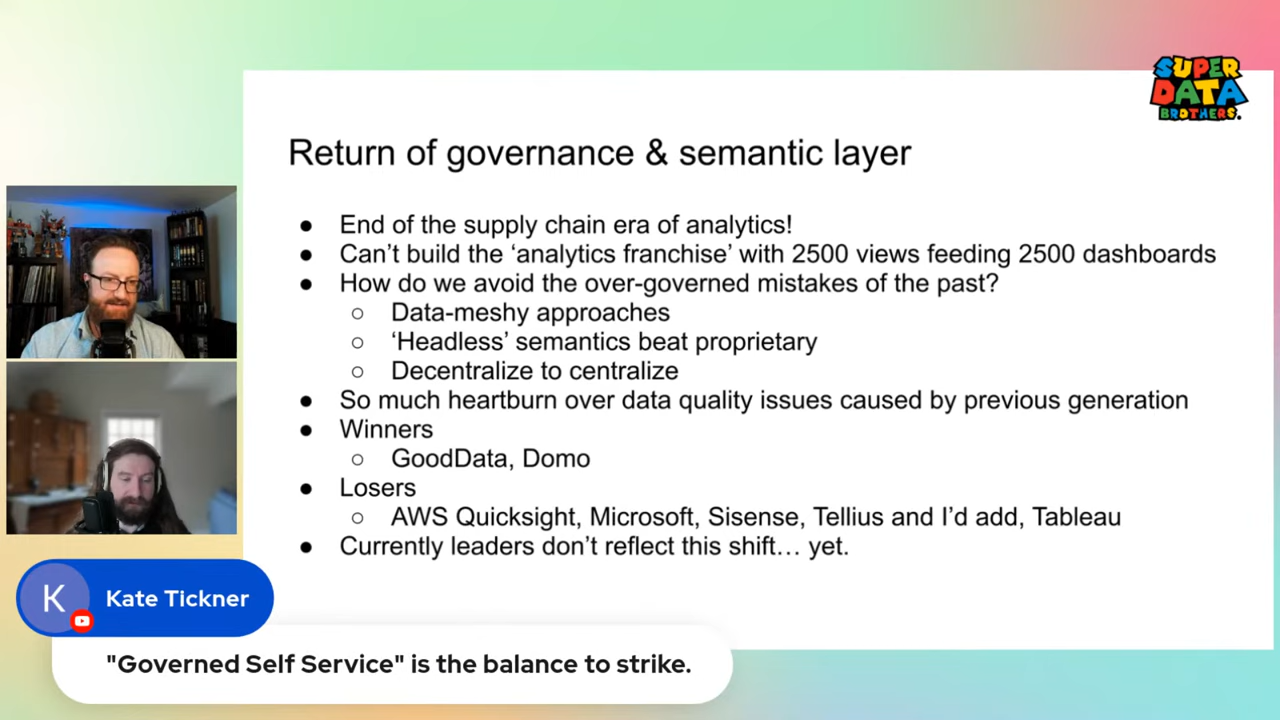 SUPER
DATA
BROTHERS.
Return of governance & semantic layer
● End of the supply chain era of analytics!
● Can’t build the ‘analytics franchise’ with 2500 views feeding 2500 dashboards
● How do we avoid the over-governed mistakes of the past?
○ Data-meshy approaches
○ ‘Headless’ semantics beat proprietary
○ Decentralize to centralize
● So much heartburn over data quality issues caused by previous generation
● Winners
○ GoodData, Domo
● Losers
○ AWS Quicksight, Microsoft, Sisense, Tellius and I’d add, Tableau
● Currently leaders don’t reflect this shift… yet.
K Kate Tickner
"Governed Self Service" is the balance to strike.